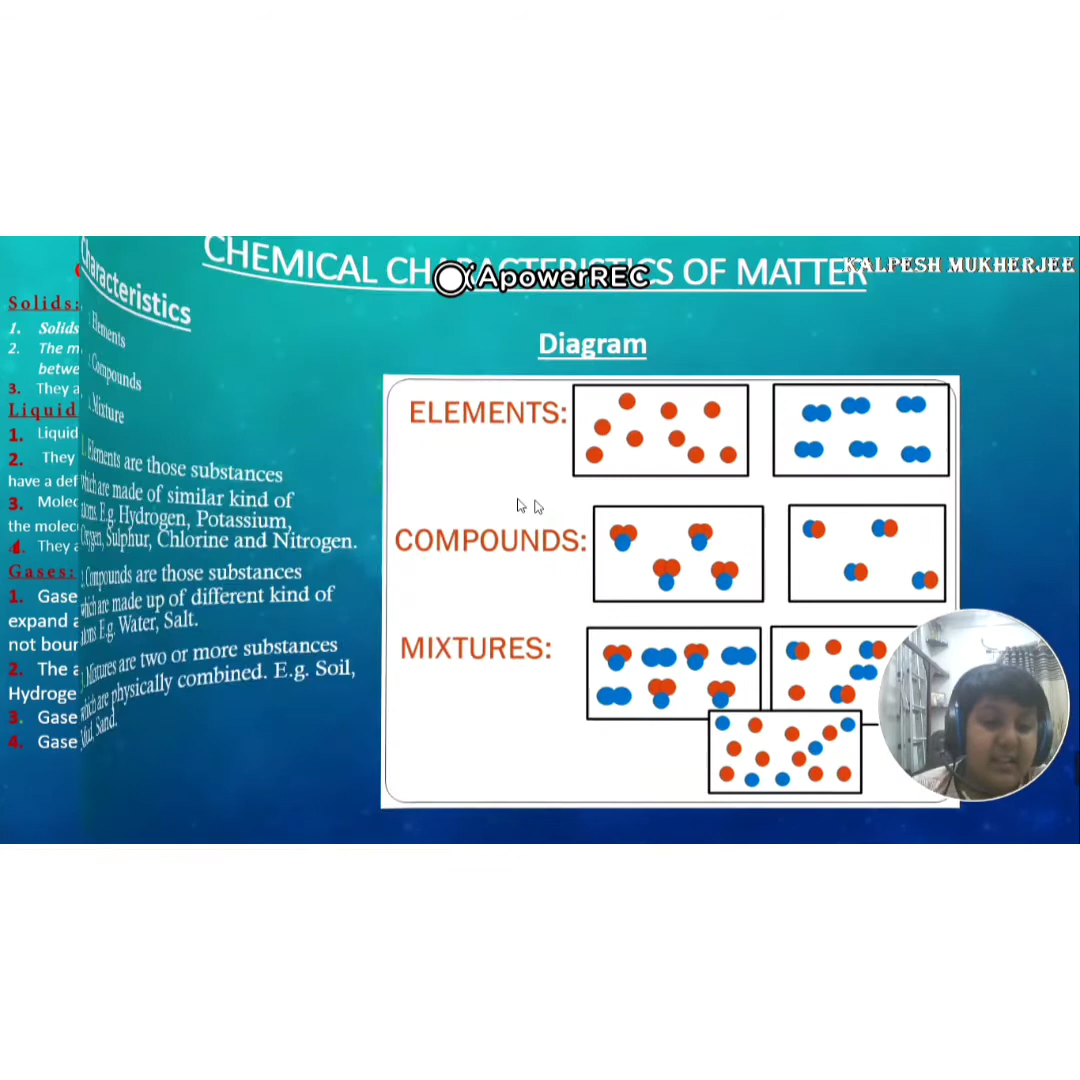 CHEMICAL CHARACTERISTICS OF MATTER
ApowerREC
KALPESH MUKHERJEE
Characteristics
Elements
Compounds
Mixture
1. Elements are those substances
which are made of similar kind of
atoms. E.g. Hydrogen, Potassium,
Oxygen, Sulphur, Chlorine and Nitrogen.
Compounds are those substances
which are made up of different kind of
atoms E.g. Water, Salt.
Mixtures are two or more substances
which are physically combined. E.g. Soil,
Sand.
Solids:
1. Solids
2. The m
betwe
3. They a
Liquid
1. Liquid
2. They
have a def
3. Molec
the molec
4. They a
Gases:
1. Gase
expand a
not bour
2. The a
Hydroge
3. Gase
4. Gase
Diagram
ELEMENTS:
COMPOUNDS:
MIXTURES: